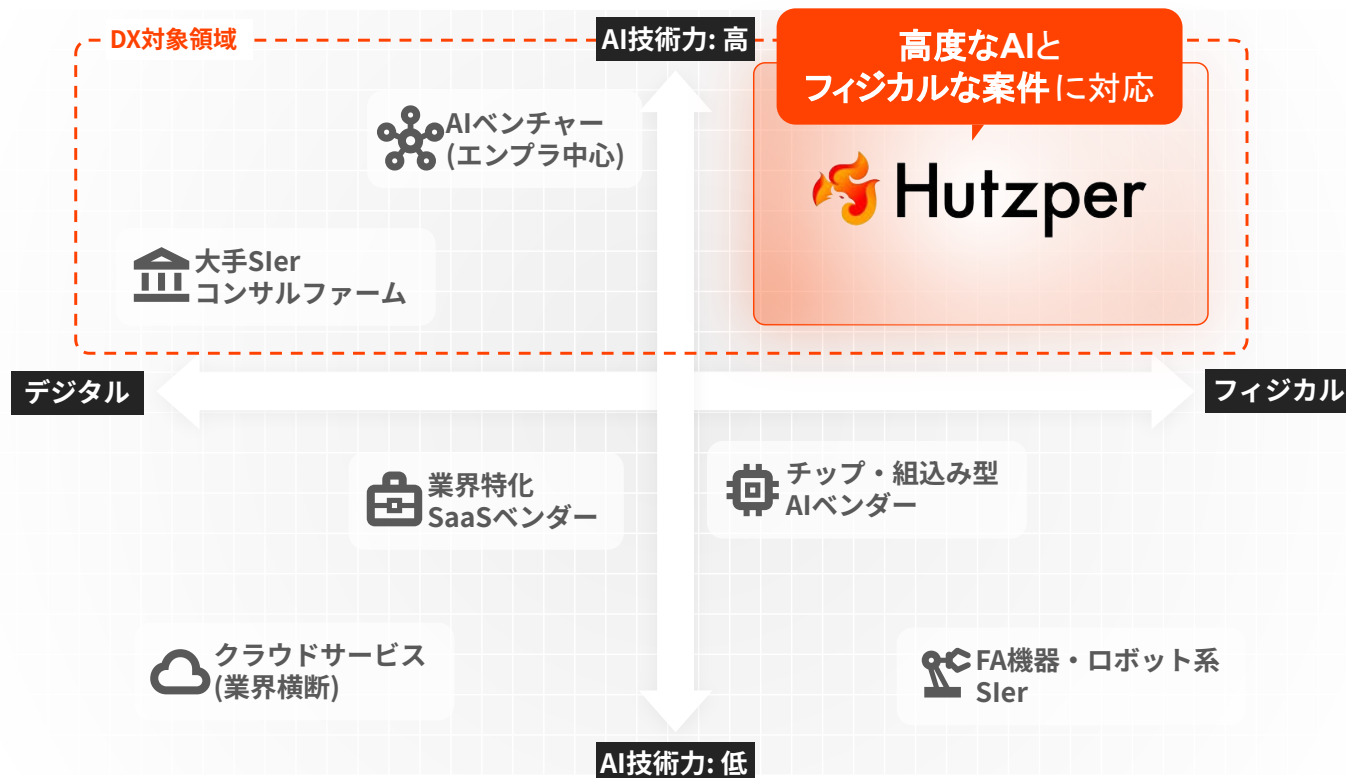 DX対象領域
AI技術力: 高
高度なAIと
フィジカルな案件に対応
AIベンチャー
(エンプラ中心)
Hutzper
大手SIer
コンサルファーム
デジタル
フィジカル
業界特化
SaaSベンダー
チップ・組込み型
AIベンダー
クラウドサービス
(業界横断)
FA機器・ロボット系
SIer
AI技術力: 低